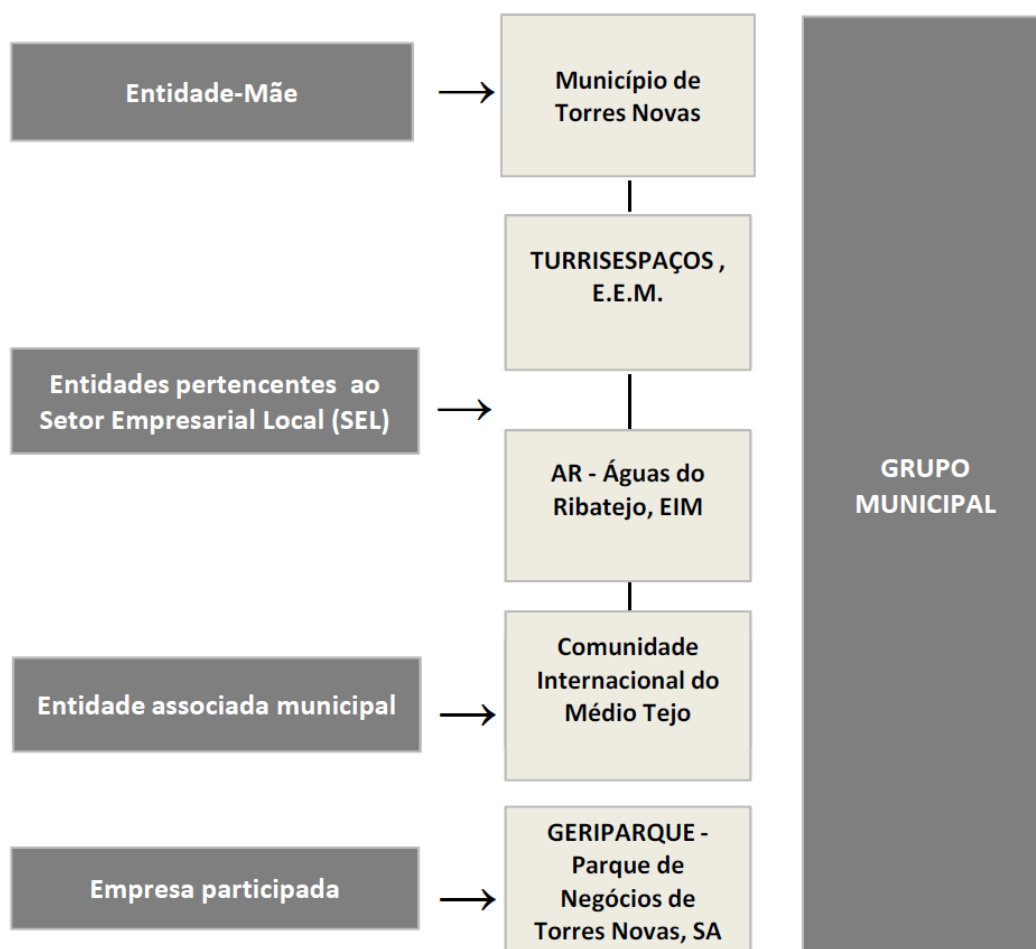 Entidade-Mãe
Município de
Torres Novas
TURRISESPAÇOS ,
E.E.M.
Entidades pertencentes ao
Setor Empresarial Local (SEL)
AR - Águas do
Ribatejo, EIM
Entidade associada municipal
Comunidade
Internacional do
Médio Tejo
Empresa participada
GERIPARQUE -
Parque de
Negócios de
Torres Novas, SA
GRUPO
MUNICIPAL